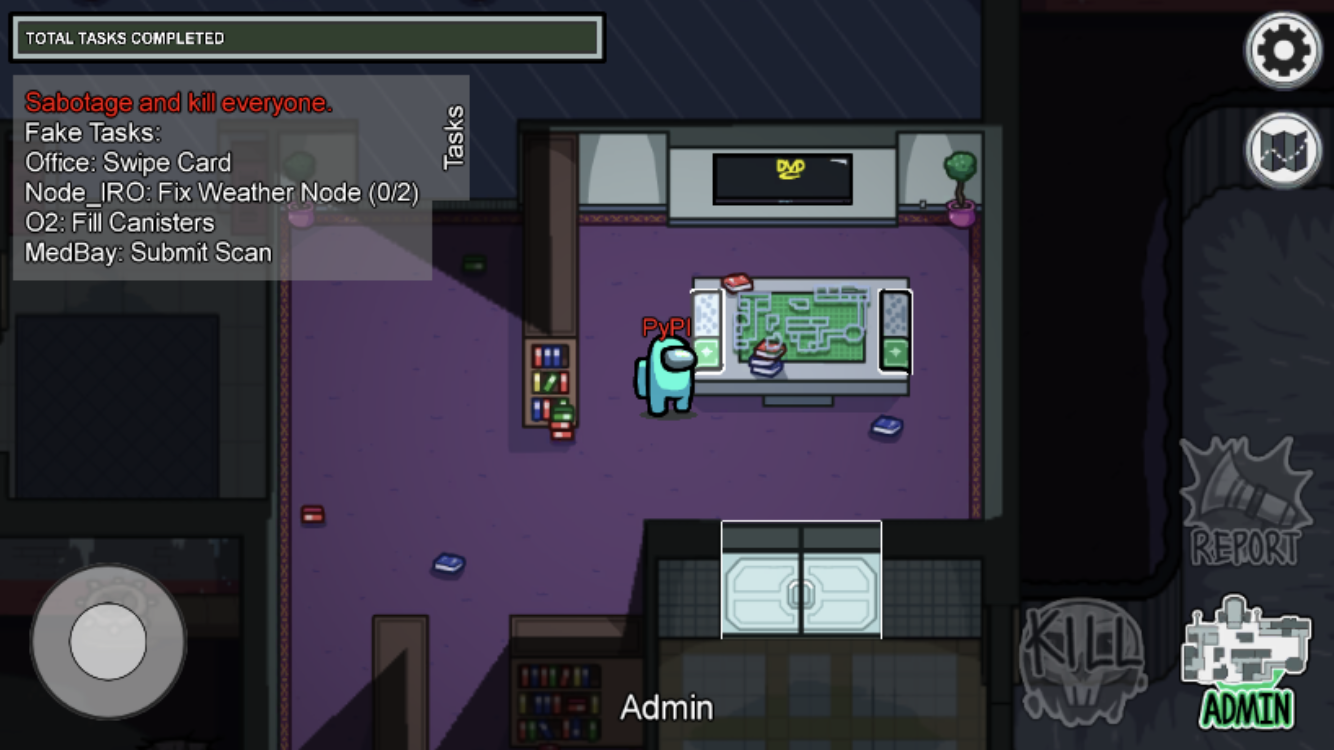 TOTAL TASKS COMPLETED
Sabotage and kill everyone.
Fake Tasks:
Office: Swipe Card
Node_IRO: Fix Weather Node (0/2)
O2: Fill Canisters
MedBay: Submit Scan
Tasks
DVD
PyPI
REPORT
KILL
ADMIN
Admin